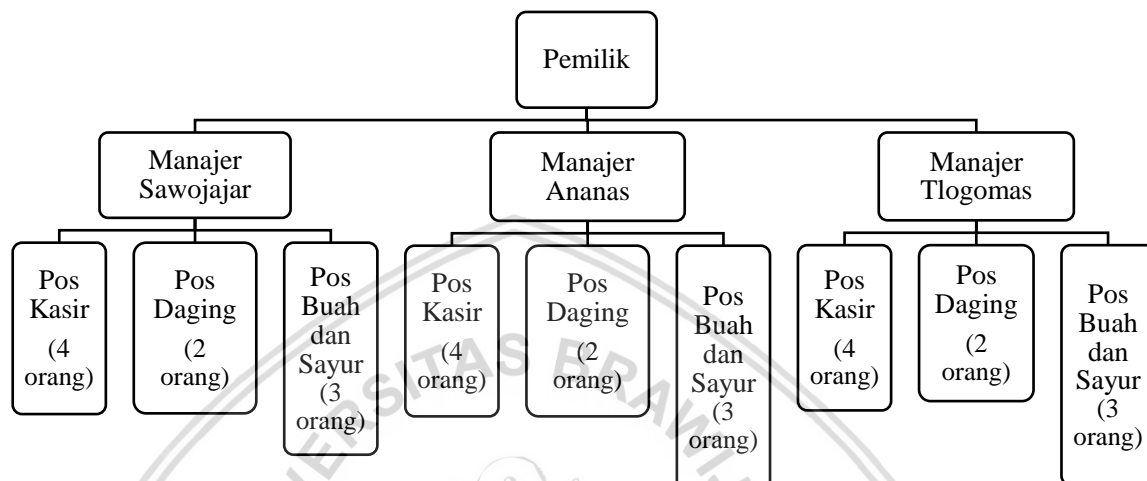 Pemilik
Manajer
Sawojajar
Manajer
Ananas
Manajer
Tlogomas
Pos
Kasir
(4
orang)
Pos
Daging
(2
orang)
Pos
Buah
dan
Sayur
(3
orang)
Pos
Kasir
(4
orang)
Pos
Daging
(2
orang)
Pos
Buah
dan
Sayur
(3
orang)
Pos
Kasir
(4
orang)
Pos
Daging
(2
orang)
Pos
Buah
dan
Sayur
(3
orang)
ERSITAS BRAWIJ